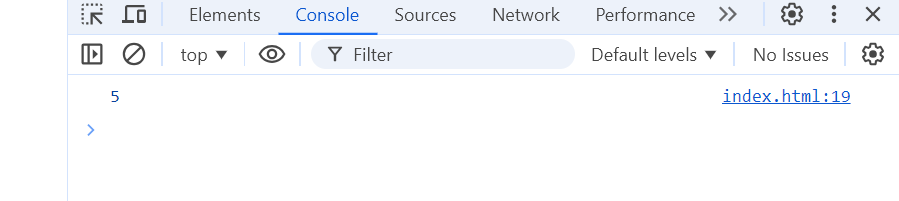 Elements Console Sources Network Performance
top Filter Default levels No Issues
5 index.html:19